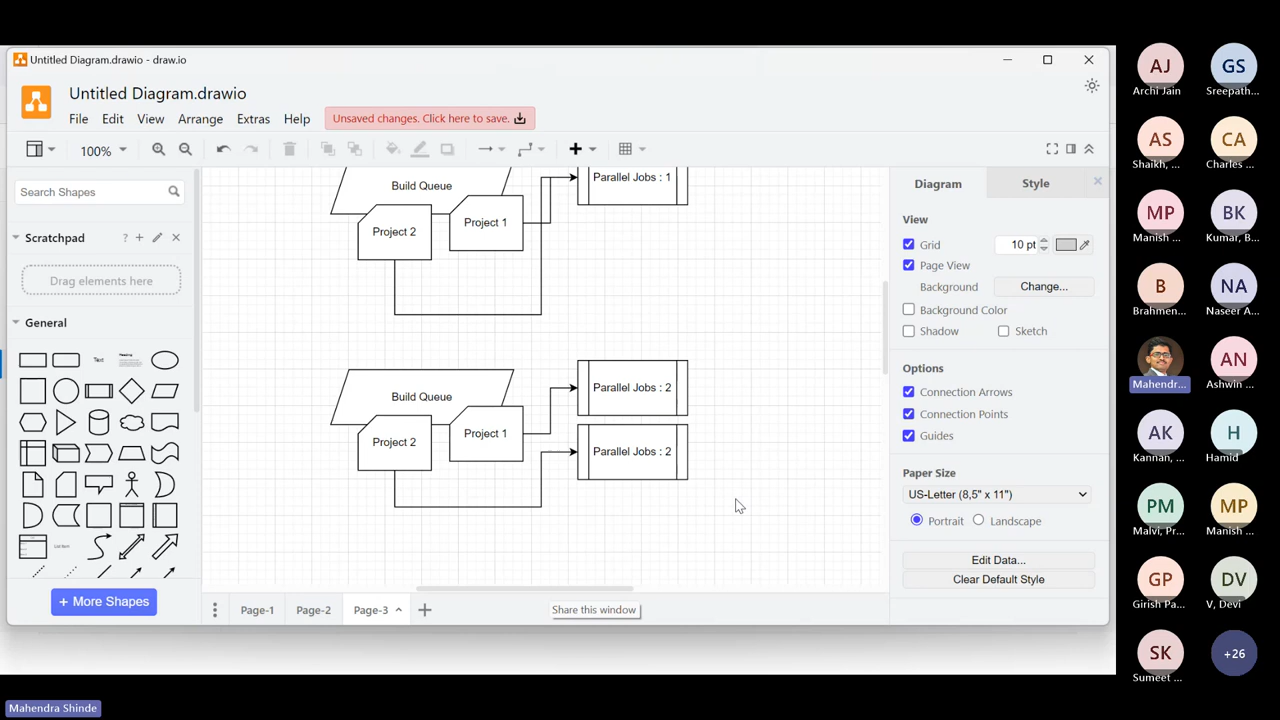 Untitled Diagram.drawio - draw.io
Untitled Diagram.drawio
File Edit View Arrange Extras Help
Unsaved changes. Click here to save.
100%
Search Shapes
Scratchpad
?
Drag elements here
General
Text
Heading
List Item
+ More Shapes
Build Queue
Project 2
Project 1
Parallel Jobs : 1
Build Queue
Project 2
Project 1
Parallel Jobs : 2
Parallel Jobs : 2
Page-1
Page-2
Page-3
Share this window
Diagram
Style
View
Grid
10 pt
Page View
Background
Change...
Background Color
Shadow
Sketch
Options
Connection Arrows
Connection Points
Guides
Paper Size
US-Letter (8,5" x 11")
Portrait
Landscape
Edit Data...
Clear Default Style
AJ
Archi Jain
GS
Sreepath...
AS
Shaikh, ...
CA
Charles ...
MP
Manish ...
BK
Kumar, B...
B
Brahmen...
NA
Naseer A...
Mahendr...
AN
Ashwin ...
AK
Kannan, ...
H
Hamid
PM
Malvi, Pr...
MP
Manish ...
GP
Girish Pa...
DV
V, Devi
SK
Sumeet ...
+26
Mahendra Shinde